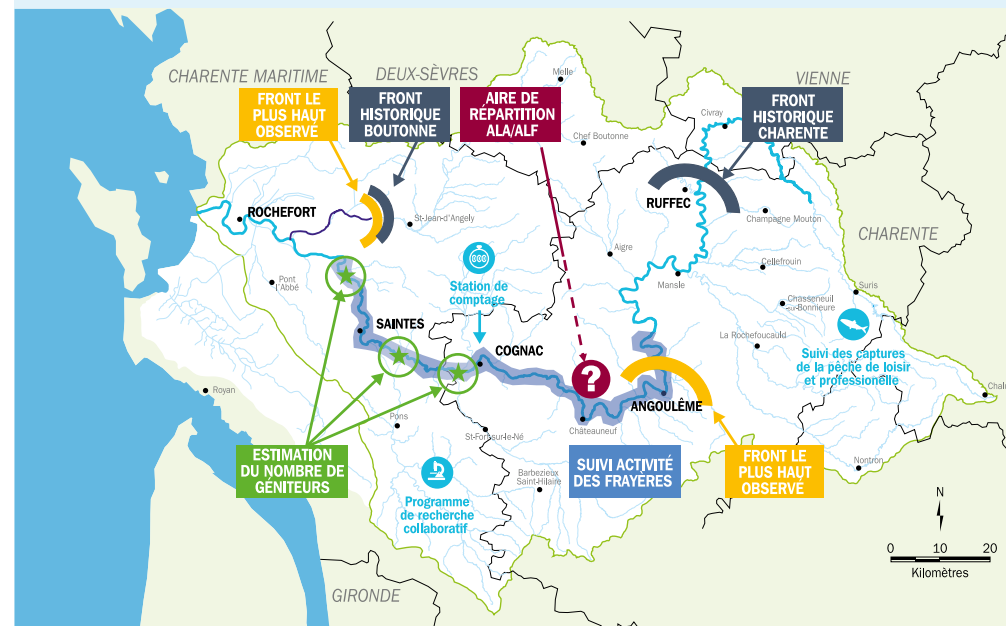 CHARENTE MARITIME
DEUX-SÈVRES
VIENNE
FRONT LE
PLUS HAUT
OBSERVÉ
FRONT
HISTORIQUE
BOUTONNE
AIRE DE
RÉPARTITION
ALA/ALF
FRONT
HISTORIQUE
CHARENTE
Melle
Civray
Chef Boutonne
ROCHEFORT
St-Jean-d'Angely
RUFFEC
Champagne Mouton
CHARENTE
Aigre
Cellefrouin
Pont
l'Abbé
Station de
comptage
Mansle
Suris
Chasseneuil
SAINTES
La Rochefoucauld
COGNAC
Suivi des captures
de la pêche de loisir
et professionelle
?
Royan
ANGOULÊME
Pons
Châteauneuf
St-Fort-sur-le-Né
ESTIMATION
DU NOMBRE DE
GÉNITEURS
SUIVI ACTIVITÉ
DES FRAYÈRES
FRONT LE
PLUS HAUT
OBSERVÉ
Nontron
Barbezieux
Saint-Hilaire
Programme
de recherche
collaboratif
N
0 10 20
Kilomètres
GIRONDE